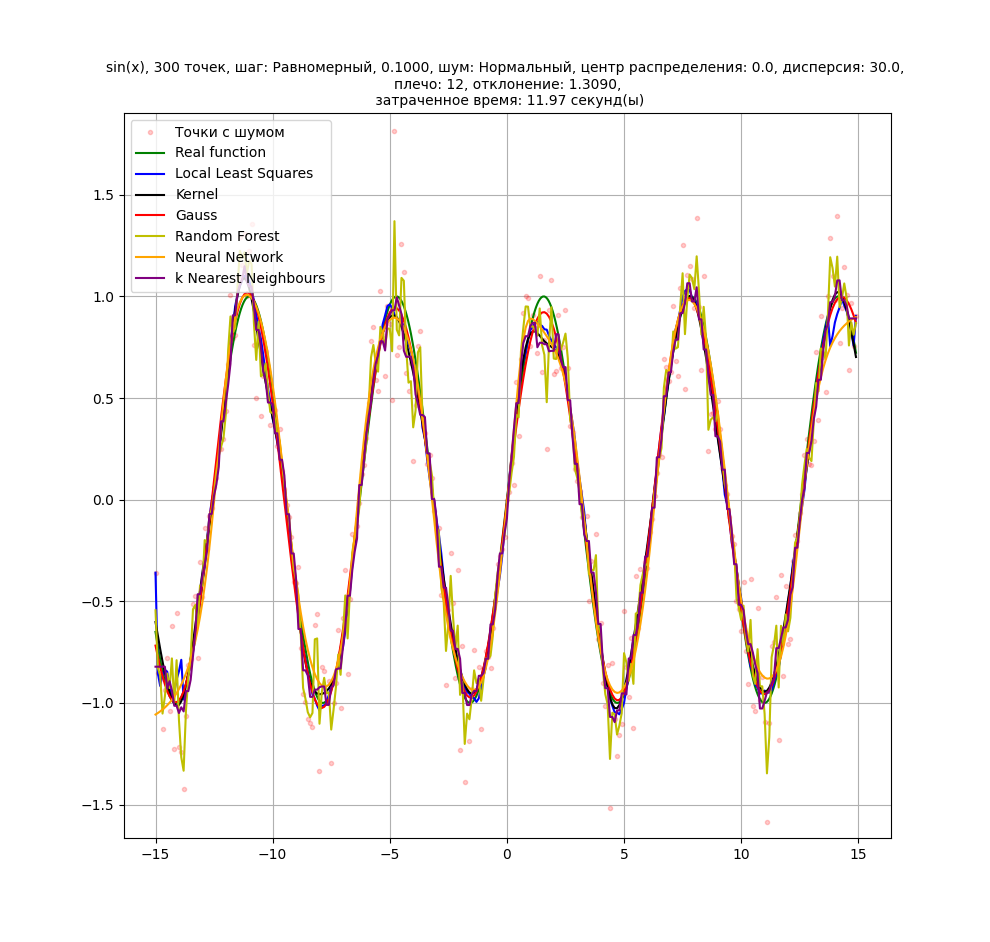 sin(x), 300 точек, шаг: Равномерный, 0.1000, шум: Нормальный, центр распределения: 0.0, дисперсия: 30.0,
плечо: 12, отклонение: 1.3090,
затраченное время: 11.97 секунд(ы)
Точки с шумом
Real function
Local Least Squares
Kernel
Gauss
Random Forest
Neural Network
k Nearest Neighbours
1.5
1.0
0.5
0.0
−0.5
−1.0
−1.5
−15 −10 −5 0 5 10 15